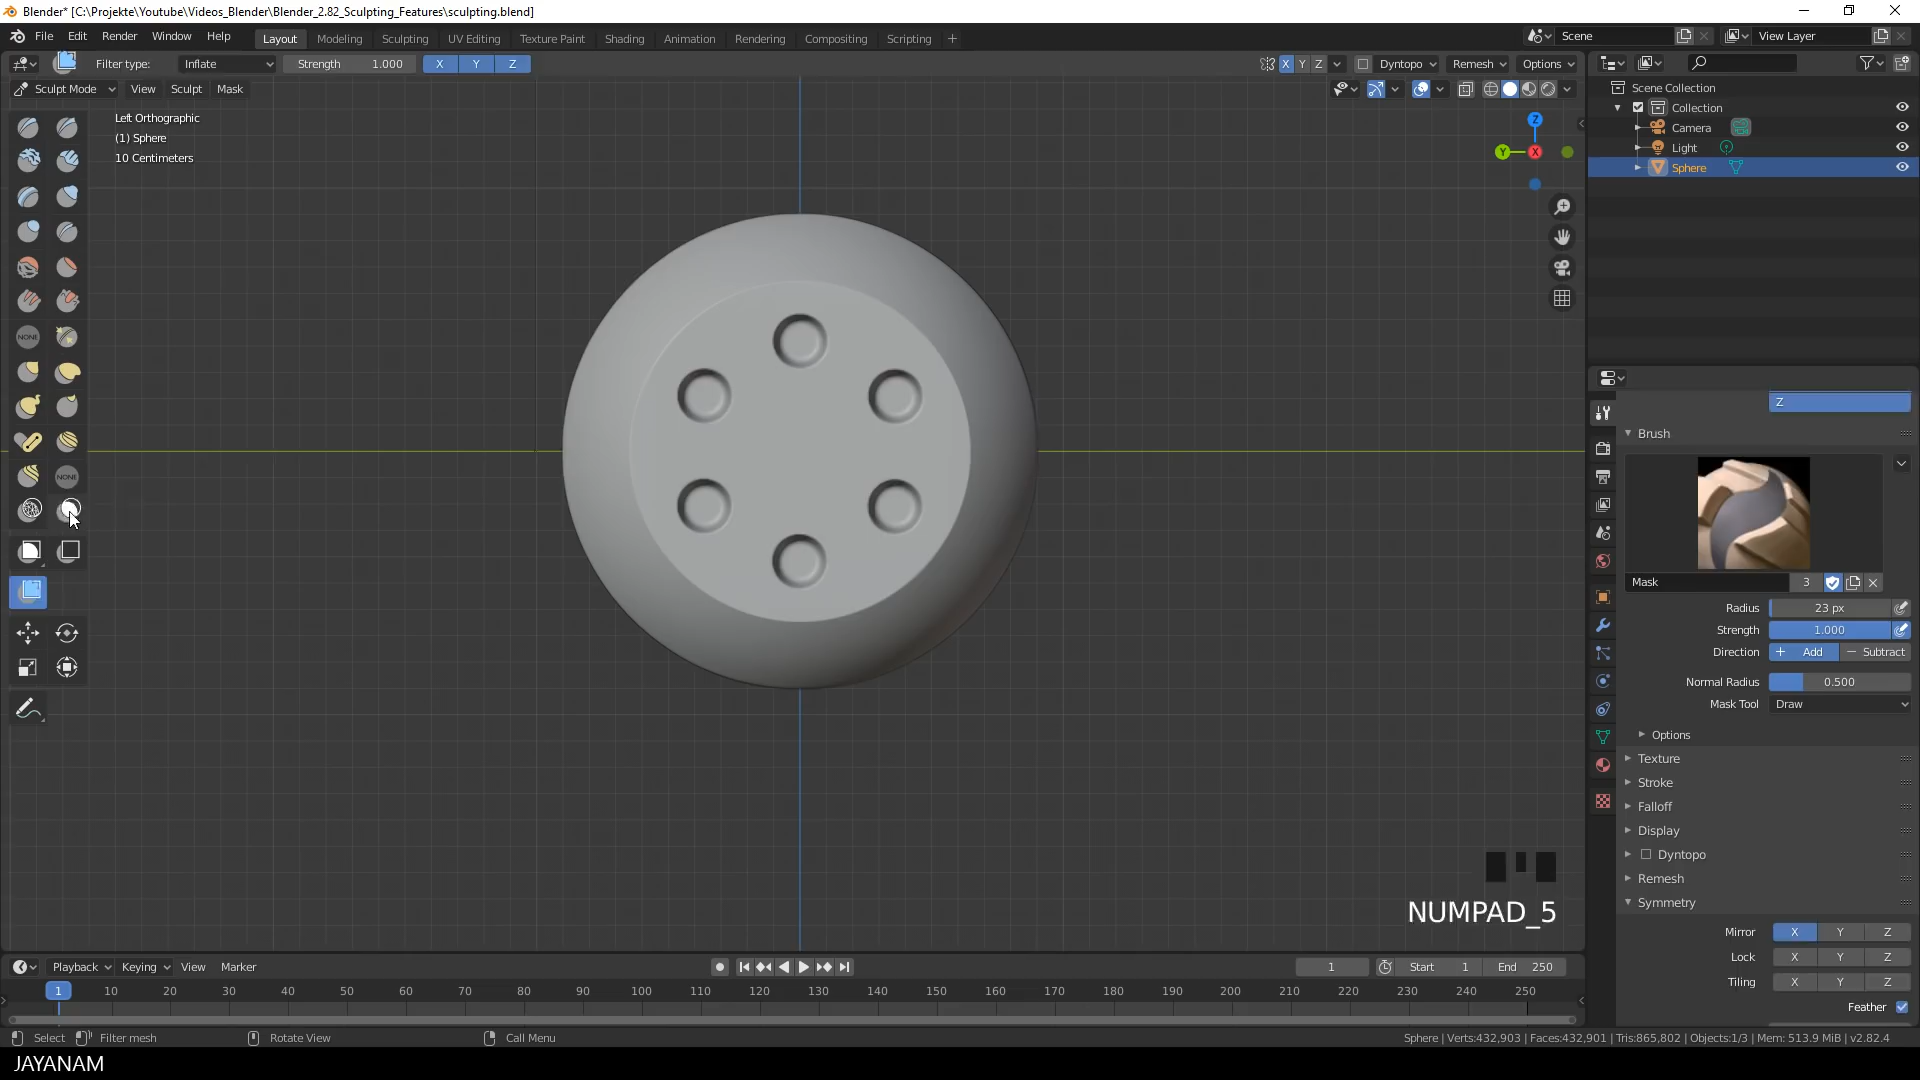 Blender* [C:\Projekte\Youtube\Videos_Blender\Blender_2.82_Sculpting_Features\sculpting.blend]
File Edit Render Window Help Layout Modeling Sculpting UV Editing Texture Paint Shading Animation Rendering Compositing Scripting + Scene View Layer
Filter type: Inflate Strength 1.000 X Y Z X Y Z Dyntopo Remesh Options
Sculpt Mode View Sculpt Mask
Left Orthographic
(1) Sphere
10 Centimeters
Z
Y
X
NONE
NONE
Scene Collection
Collection
Camera
Light
Sphere
Z
Brush
Mask 3
Radius 23 px
Strength 1.000
Direction + Add − Subtract
Normal Radius 0.500
Mask Tool Draw
Options
Texture
Stroke
Falloff
Display
Dyntopo
Remesh
Symmetry
Mirror X Y Z
Lock X Y Z
Tiling X Y Z
Feather
NUMPAD_5
Playback Keying View Marker 1 Start 1 End 250
1 10 20 30 40 50 60 70 80 90 100 110 120 130 140 150 160 170 180 190 200 210 220 230 240 250
Select Filter mesh Rotate View Call Menu Sphere | Verts:432,903 | Faces:432,901 | Tris:865,802 | Objects:1/3 | Mem: 513.9 MiB | v2.82.4
JAYANAM